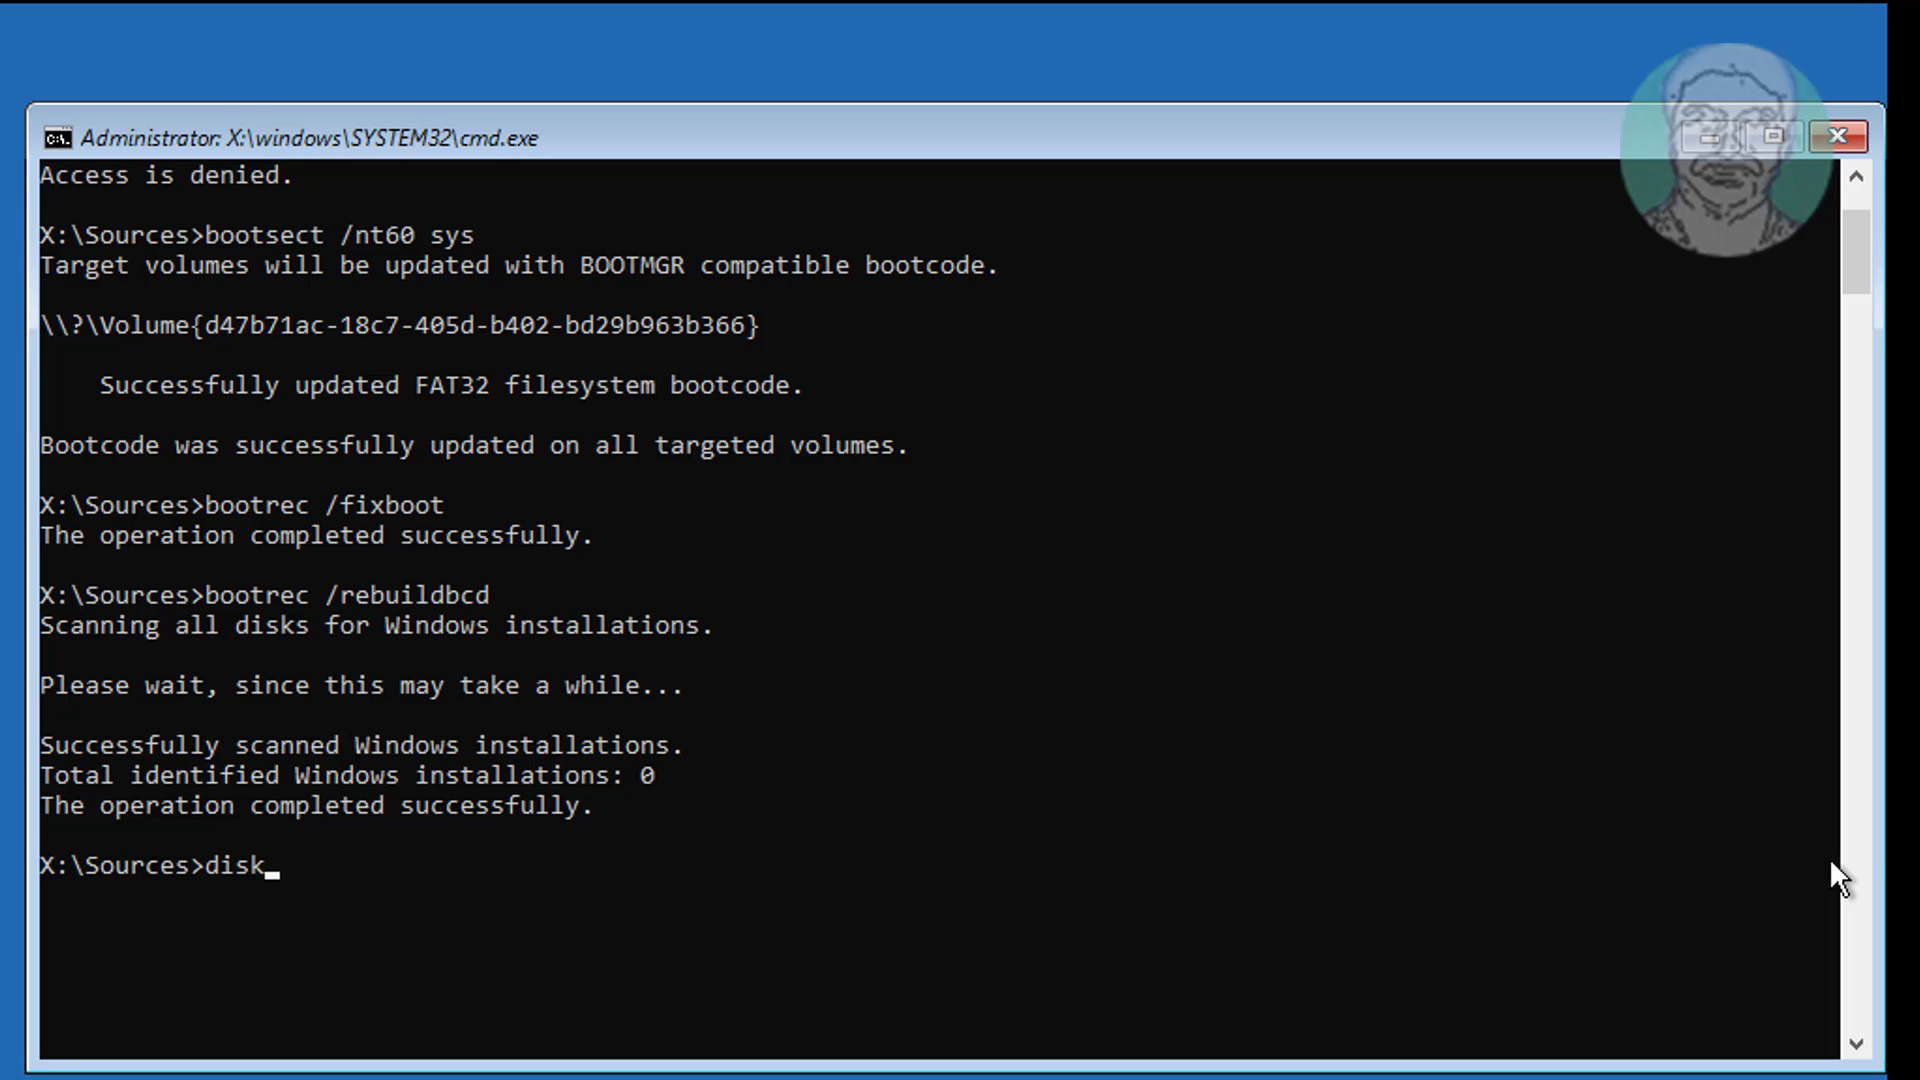 Administrator: X:\windows\SYSTEM32\cmd.exe
Access is denied.
X:\Sources>bootsect /nt60 sys
Target volumes will be updated with BOOTMGR compatible bootcode.
\\?\Volume{d47b71ac-18c7-405d-b402-bd29b963b366}
Successfully updated FAT32 filesystem bootcode.
Bootcode was successfully updated on all targeted volumes.
X:\Sources>bootrec /fixboot
The operation completed successfully.
X:\Sources>bootrec /rebuildbcd
Scanning all disks for Windows installations.
Please wait, since this may take a while...
Successfully scanned Windows installations.
Total identified Windows installations: 0
The operation completed successfully.
X:\Sources>disk